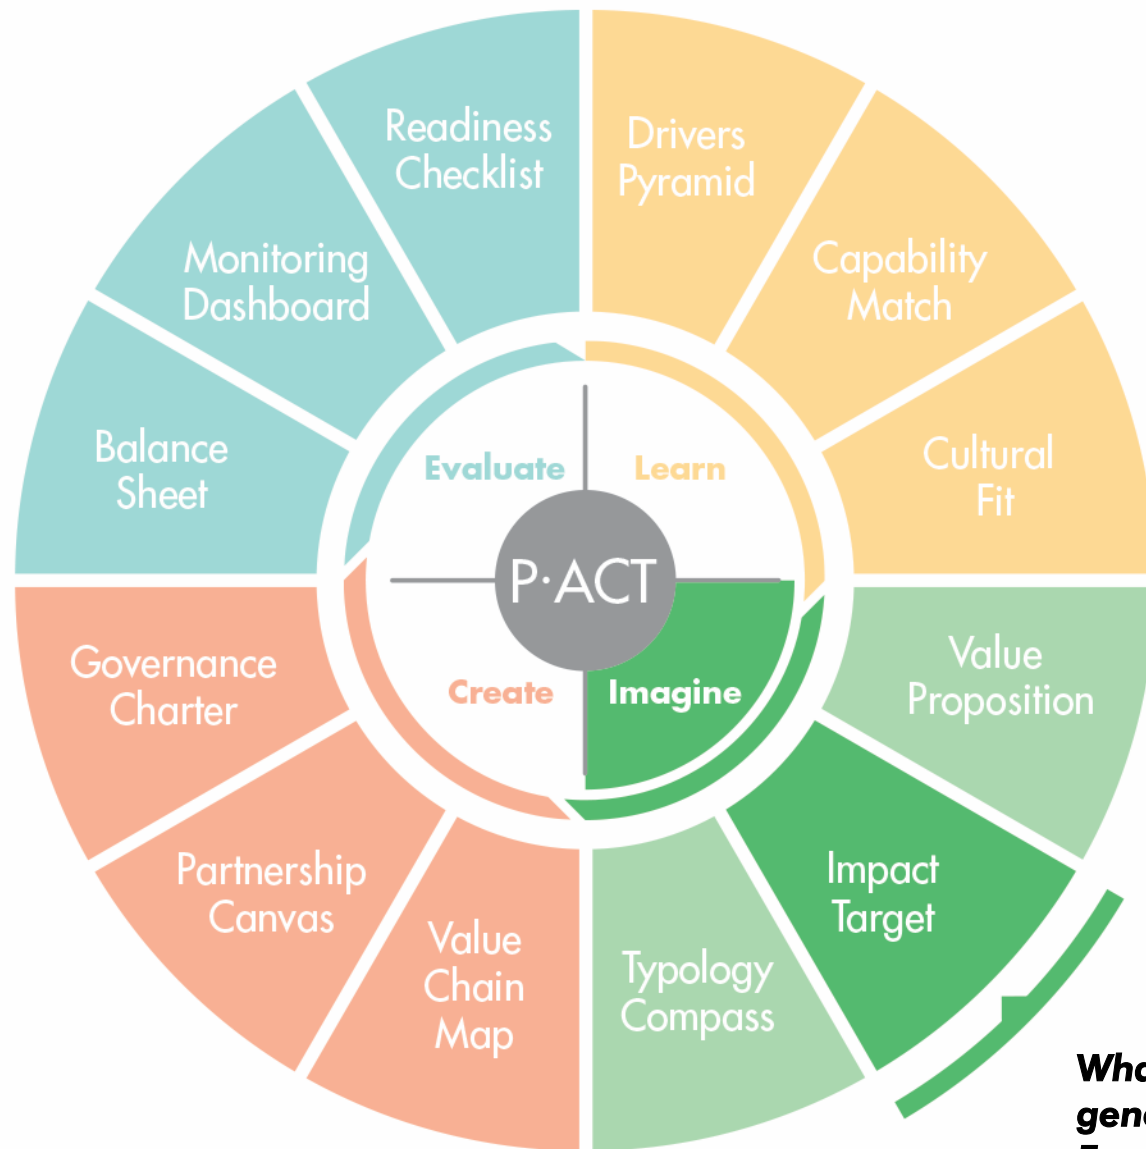 Readiness
Checklist
Drivers
Pyramid
Monitoring
Dashboard
Capability
Match
Balance
Sheet
Cultural
Fit
Evaluate
Learn
P·ACT
Create
Imagine
Governance
Charter
Value
Proposition
Partnership
Canvas
Impact
Target
Value
Chain
Map
Typology
Compass